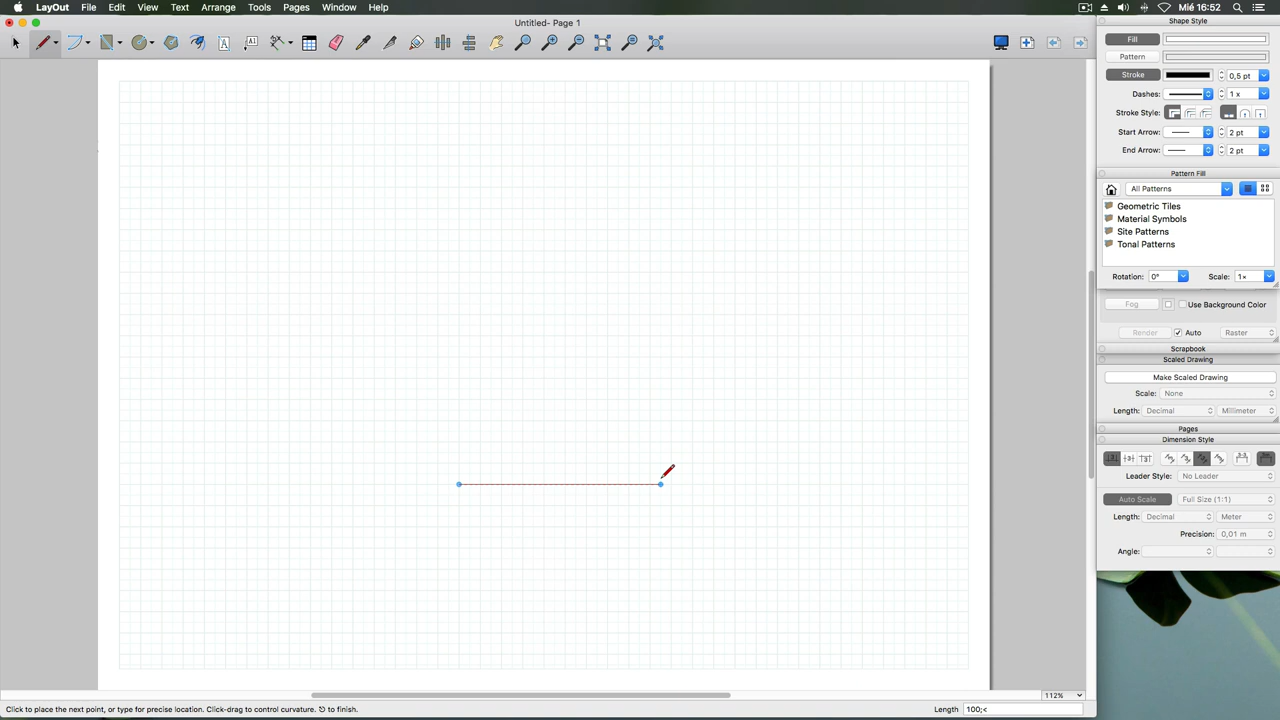 LayOut File Edit View Text Arrange Tools Pages Window Help
Mié 16:52
Untitled- Page 1
Shape Style
Fill
Pattern
Stroke 0,5 pt
Dashes: 1 x
Stroke Style:
Start Arrow: 2 pt
End Arrow: 2 pt
Pattern Fill
All Patterns
Geometric Tiles
Material Symbols
Site Patterns
Tonal Patterns
Rotation: 0° Scale: 1×
Fog Use Background Color
Render Auto Raster
Scrapbook
Scaled Drawing
Make Scaled Drawing
Scale: None
Length: Decimal Millimeter
Pages
Dimension Style
Leader Style: No Leader
Auto Scale Full Size (1:1)
Length: Decimal Meter
Precision: 0,01 m
Angle:
112%
Click to place the next point, or type for precise location. Click-drag to control curvature. ⎋ to finish. Length 100;<